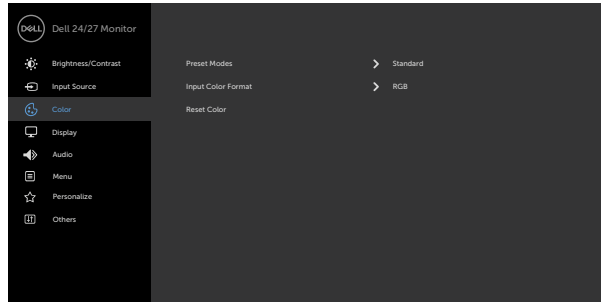 DELL
Dell 24/27 Monitor
Brightness/Contrast
Input Source
Color
Display
Audio
Menu
Personalize
Others
Preset Modes > Standard
Input Color Format > RGB
Reset Color